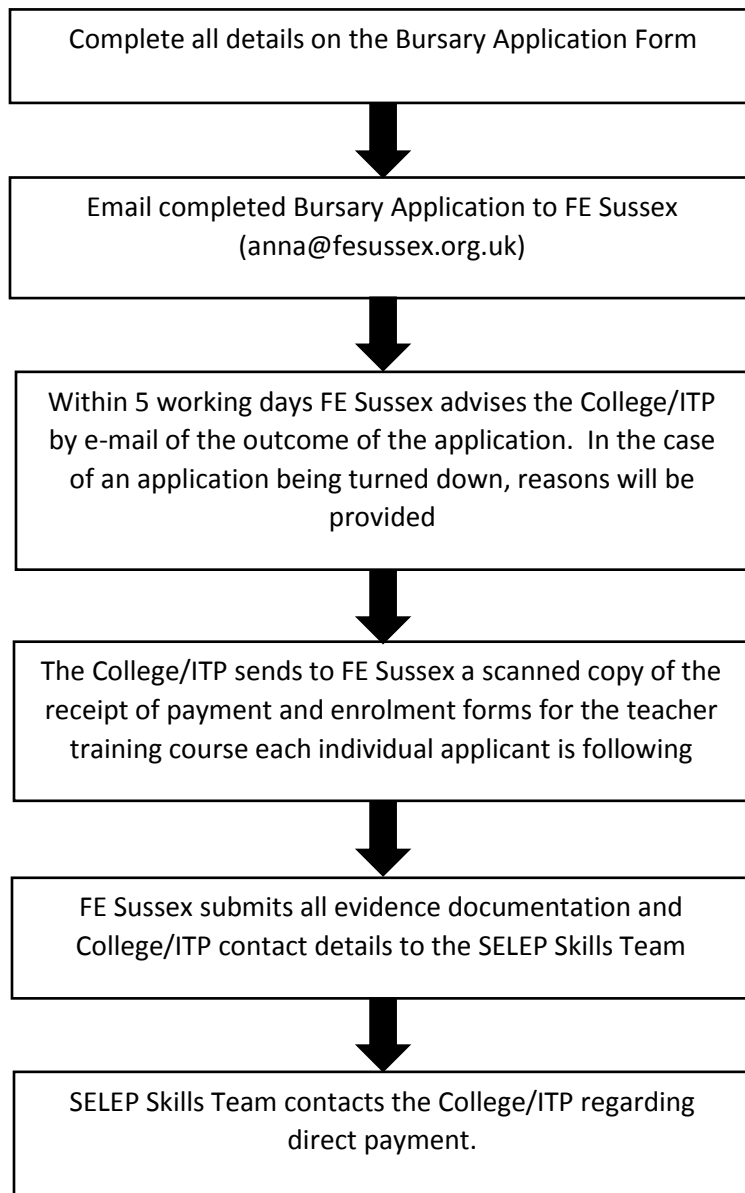 Complete all details on the Bursary Application Form
Email completed Bursary Application to FE Sussex
(anna@fesussex.org.uk)
Within 5 working days FE Sussex advises the College/ITP
by e-mail of the outcome of the application.  In the case
of an application being turned down, reasons will be
provided
The College/ITP sends to FE Sussex a scanned copy of the
receipt of payment and enrolment forms for the teacher
training course each individual applicant is following
FE Sussex submits all evidence documentation and
College/ITP contact details to the SELEP Skills Team
SELEP Skills Team contacts the College/ITP regarding
direct payment.